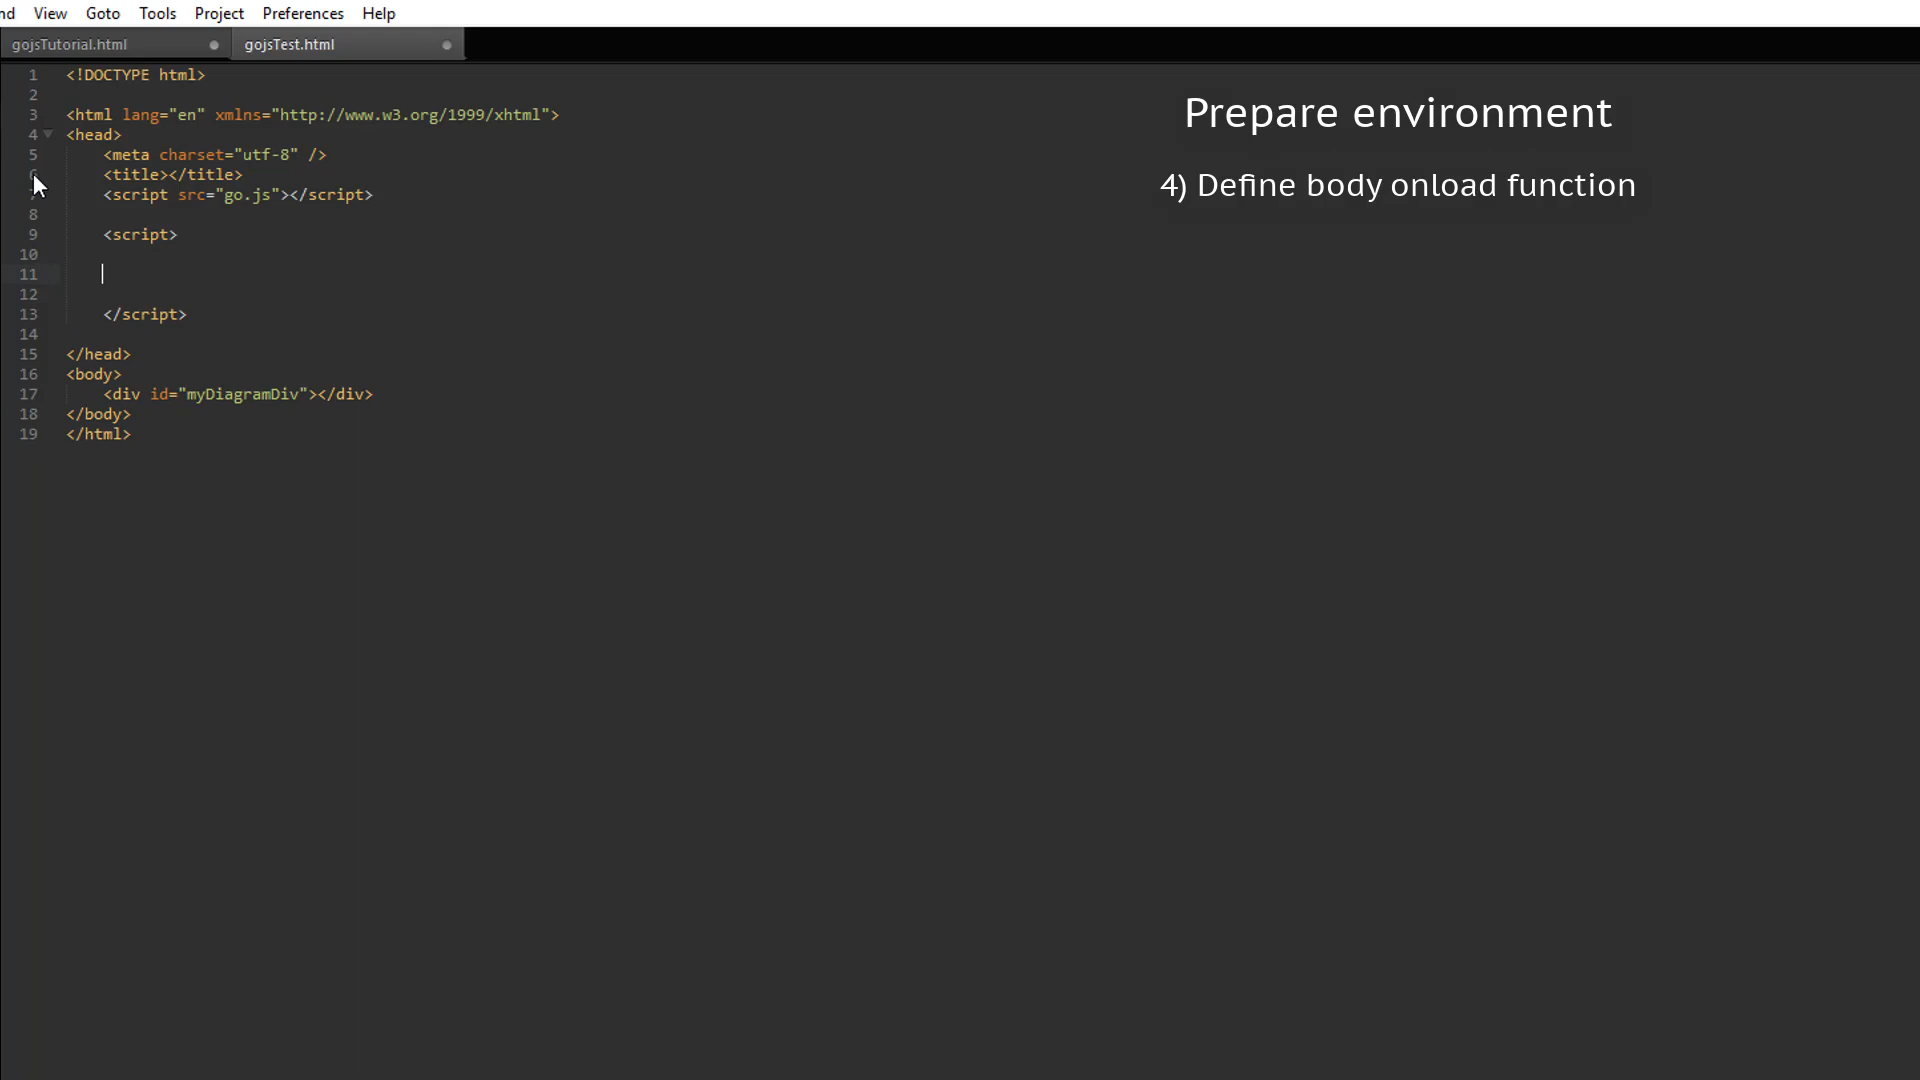 nd View Goto Tools Project Preferences Help
gojsTutorial.html gojsTest.html
1 <!DOCTYPE html>
2
3 <html lang="en" xmlns="http://www.w3.org/1999/xhtml">
4 <head>
5 <meta charset="utf-8" />
<title></title>
<script src="go.js"></script>
8
9 <script>
10
11
12
13 </script>
14
15 </head>
16 <body>
17 <div id="myDiagramDiv"></div>
18 </body>
19 </html>
Prepare environment
4) Define body onload function